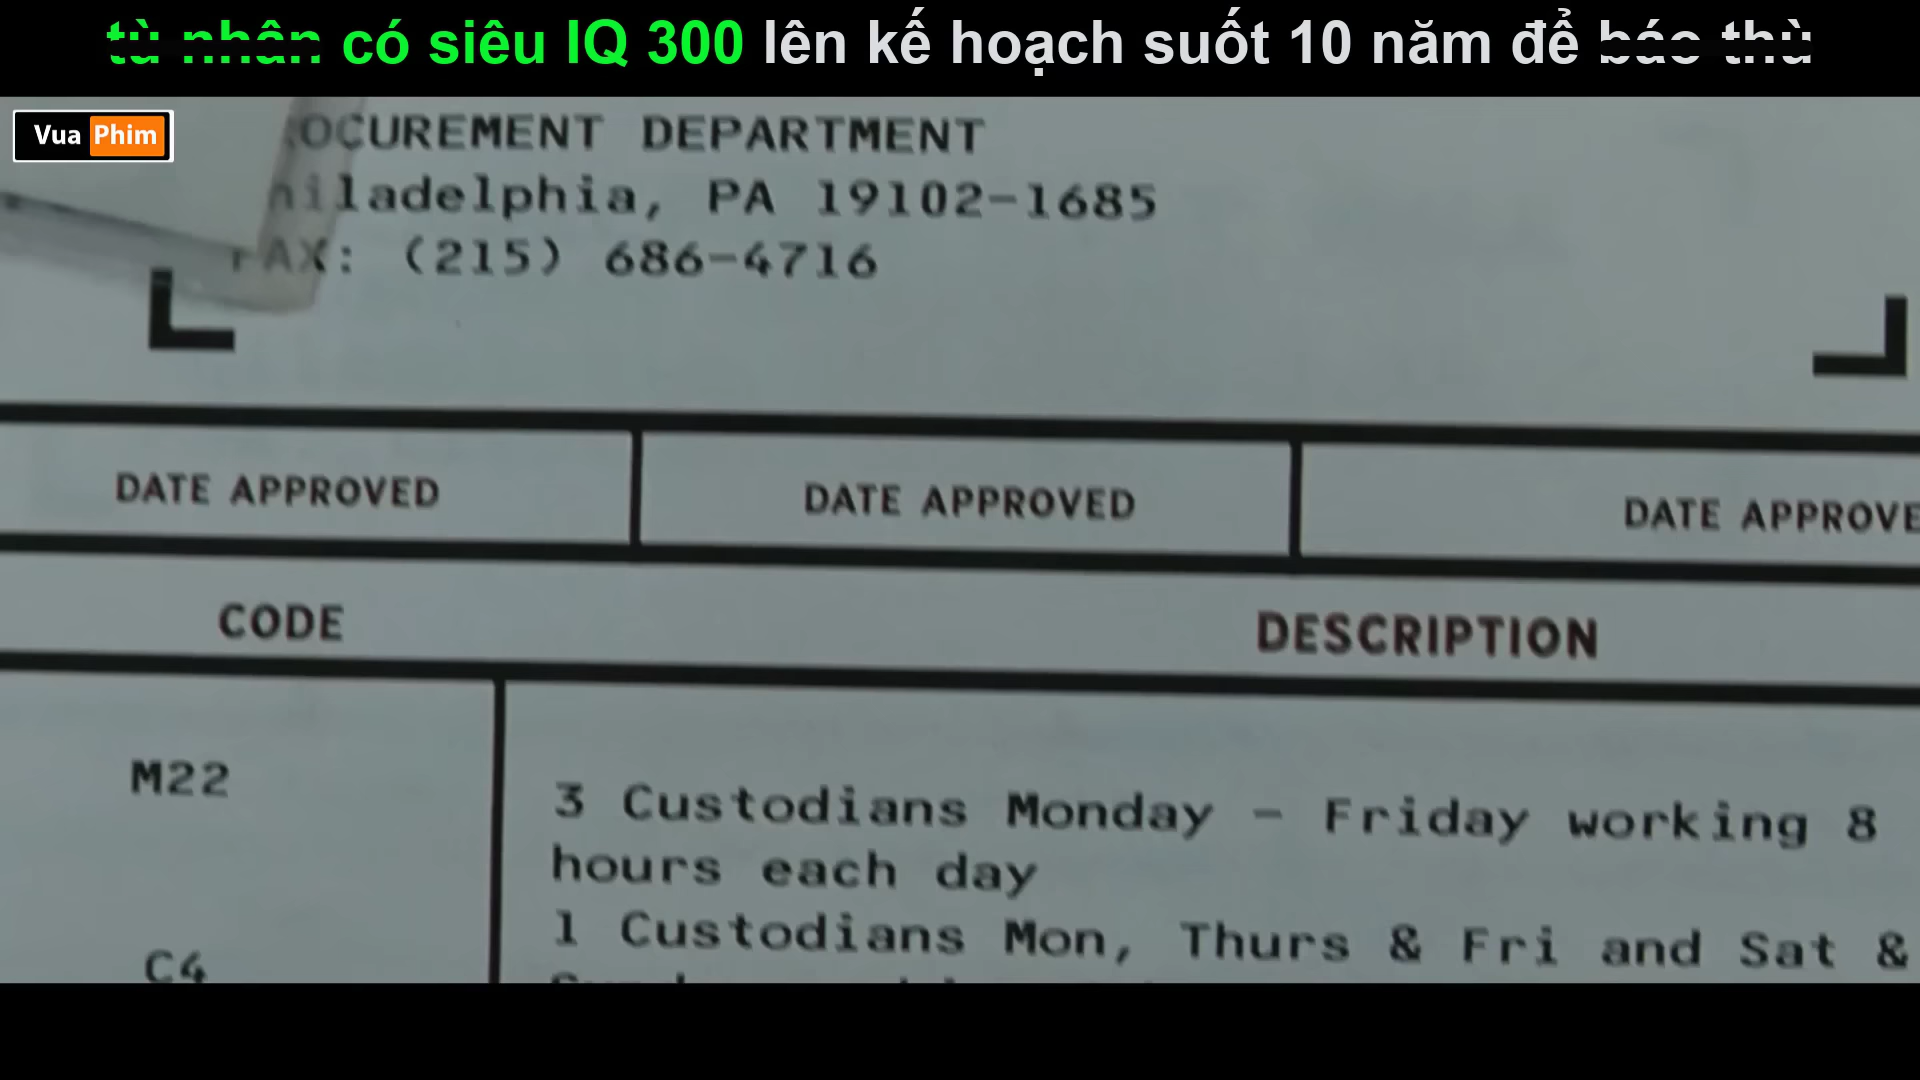 tù nhân có siêu IQ 300 lên kế hoạch suốt 10 năm để báo thù
Vua Phim
OCUREMENT DEPARTMENT
hiladelphia, PA 19102-1685
FAX: (215) 686-4716
DATE APPROVED DATE APPROVED DATE APPROVE
CODE DESCRIPTION
M22 3 Custodians Monday - Friday working 8
hours each day
C4 1 Custodians Mon, Thurs & Fri and Sat &